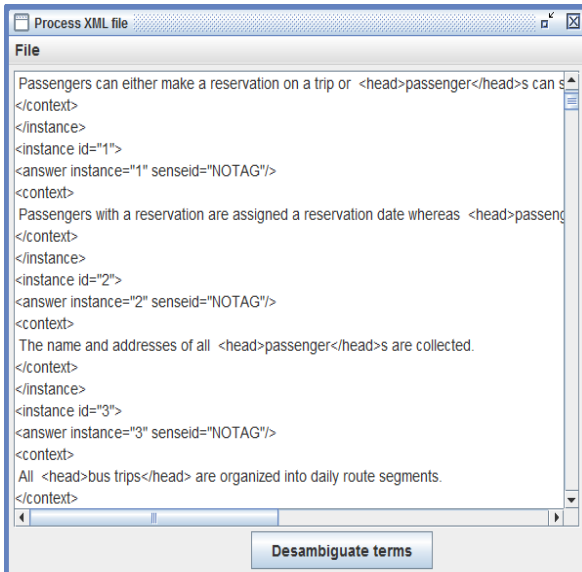 Process XML file
File
Passengers can either make a reservation on a trip or <head>passenger</head>s can
</context>
</instance>
<instance id="1">
<answer instance="1" senseid="NOTAG"/>
<context>
Passengers with a reservation are assigned a reservation date whereas <head>passeng
</context>
</instance>
<instance id="2">
<answer instance="2" senseid="NOTAG"/>
<context>
The name and addresses of all <head>passenger</head>s are collected.
</context>
</instance>
<instance id="3">
<answer instance="3" senseid="NOTAG"/>
<context>
All <head>bus trips</head> are organized into daily route segments.
</context>
Desambiguate terms